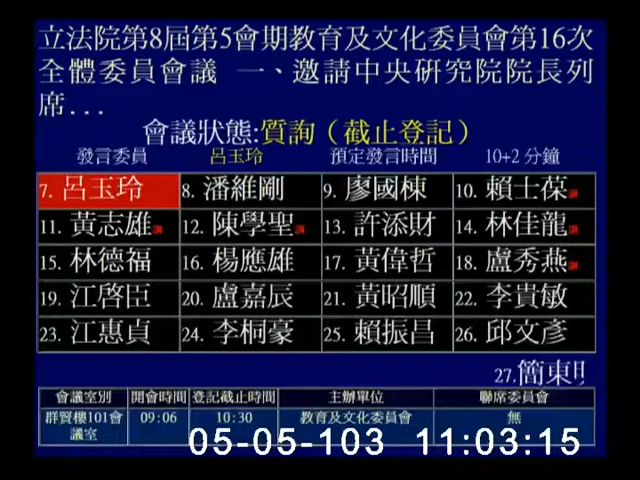 立法院第8屆第5會期教育及文化委員會第16次
全體委員會議 一、邀請中央研究院院長列
席...
會議狀態:質詢（截止登記）
發言委員 呂玉玲 預定發言時間 10+2 分鐘
7. 呂玉玲 8. 潘維剛 9. 廖國棟 10. 賴士葆
11. 黃志雄 12. 陳學聖 13. 許添財 14. 林佳龍
15. 林德福 16. 楊應雄 17. 黃偉哲 18. 盧秀燕
19. 江啓臣 20. 盧嘉辰 21. 黃昭順 22. 李貴敏
23. 江惠貞 24. 李桐豪 25. 賴振昌 26. 邱文彥
27. 簡東
會議室別 開會時間 登記截止時間 主辦單位 聯席委員會
群賢樓101會 09:06 10:30 教育及文化委員會 無
議室
05-05-103 11:03:15